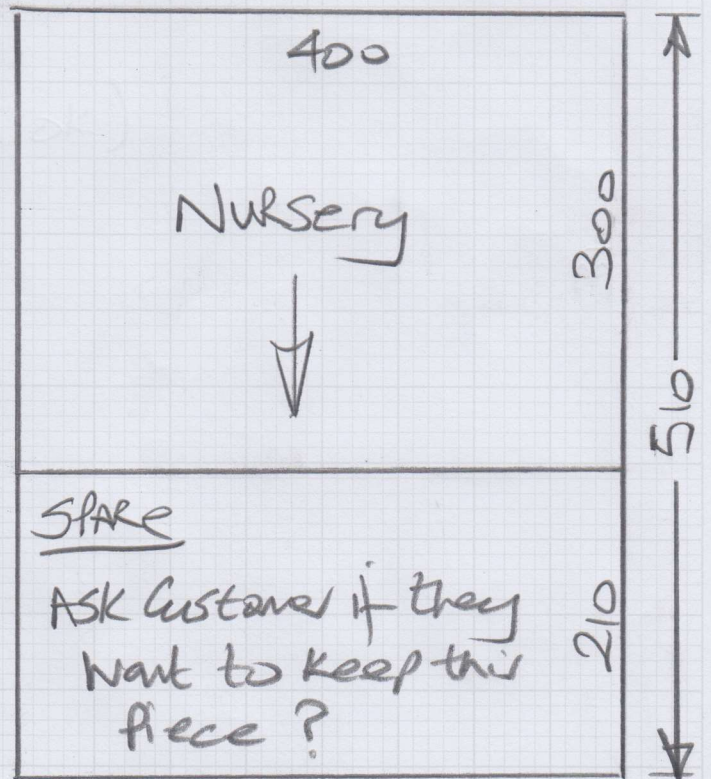 400
Nursery
300
510
SPARE
Ask Customer if they
want to keep this
piece ?
210